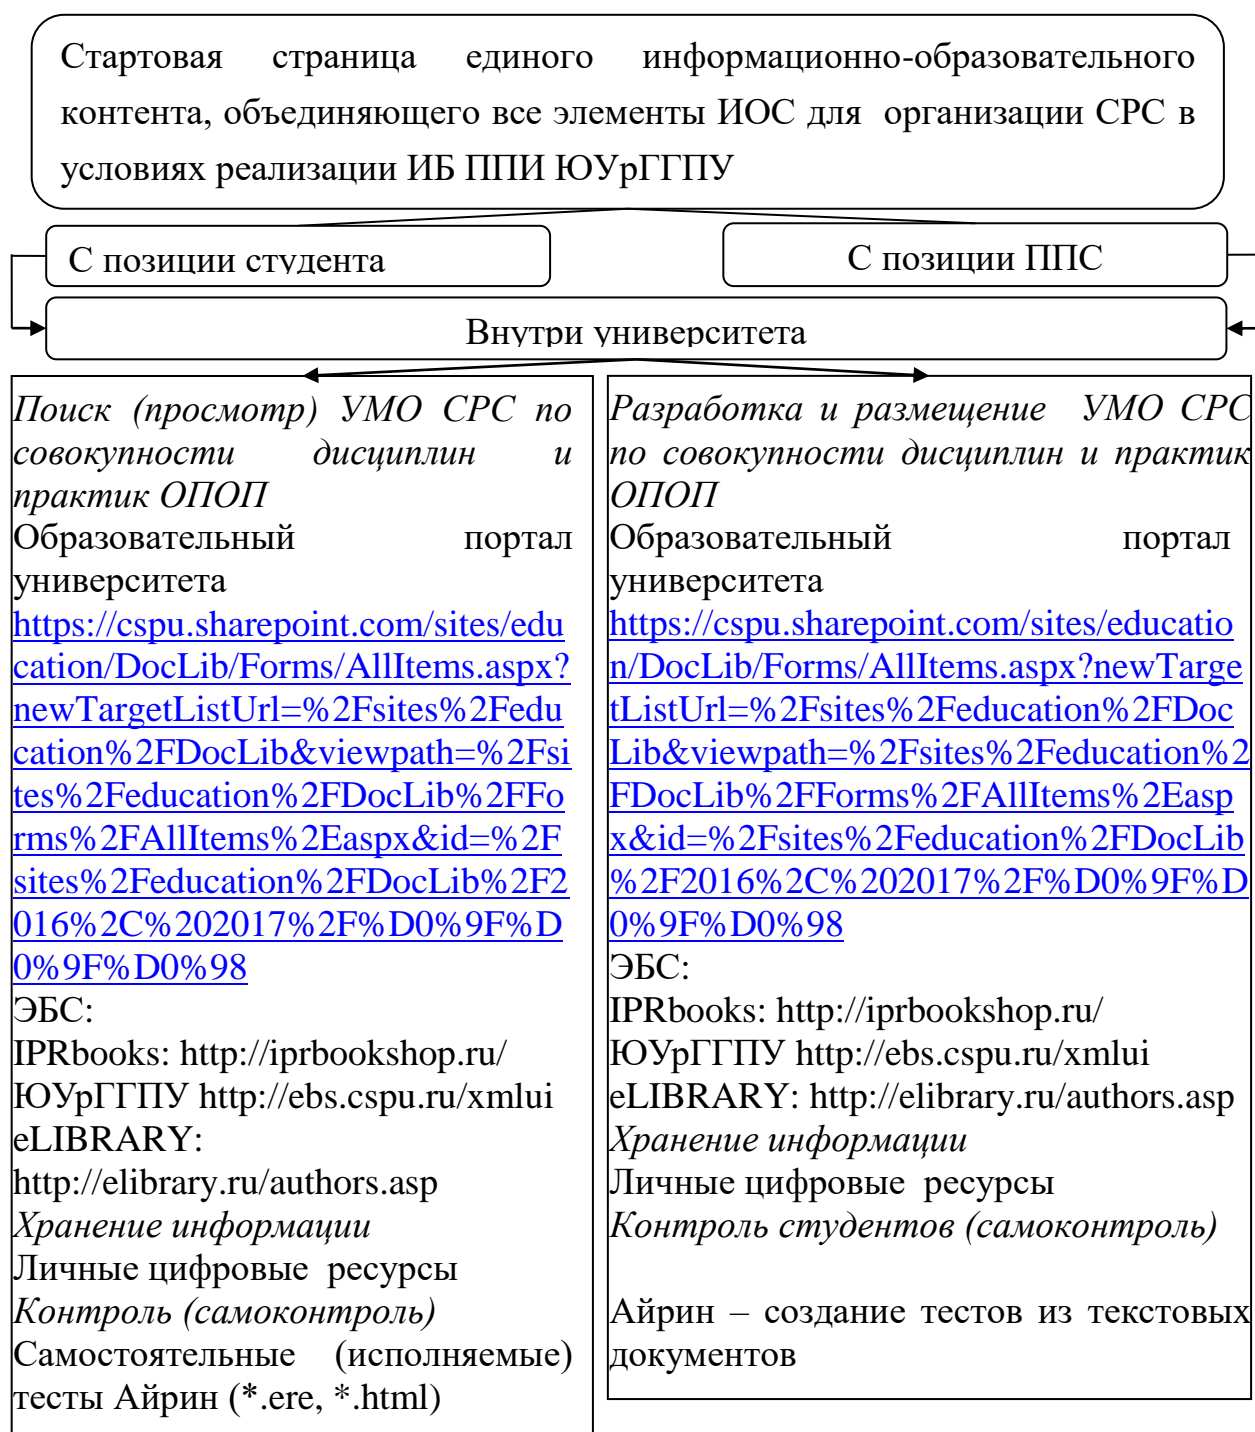 Стартовая страница единого информационно-образовательного
контента, объединяющего все элементы ИОС для организации СРС в
условиях реализации ИБ ППИ ЮУрГГПУ
С позиции студента
С позиции ППС
Внутри университета
Поиск (просмотр) УМО СРС по
совокупности дисциплин и
практик ОПОП
Образовательный портал
университета
https://cspu.sharepoint.com/sites/edu
cation/DocLib/Forms/AllItems.aspx?
newTargetListUrl=%2Fsites%2Fedu
cation%2FDocLib&viewpath=%2Fsi
tes%2Feducation%2FDocLib%2FFo
rms%2FAllItems%2Easpx&id=%2F
sites%2Feducation%2FDocLib%2F2
016%2C%202017%2F%D0%9F%D
0%9F%D0%98
ЭБС:
IPRbooks: http://iprbookshop.ru/
ЮУрГГПУ http://ebs.cspu.ru/xmlui
eLIBRARY:
http://elibrary.ru/authors.asp
Хранение информации
Личные цифровые ресурсы
Контроль (самоконтроль)
Самостоятельные (исполняемые)
тесты Айрин (*.ere, *.html)
Разработка и размещение УМО СРС
по совокупности дисциплин и практик
ОПОП
Образовательный портал
университета
https://cspu.sharepoint.com/sites/educatio
n/DocLib/Forms/AllItems.aspx?newTarge
tListUrl=%2Fsites%2Feducation%2FDoc
Lib&viewpath=%2Fsites%2Feducation%2
FDocLib%2FForms%2FAllItems%2Easp
x&id=%2Fsites%2Feducation%2FDocLib
%2F2016%2C%202017%2F%D0%9F%D
0%9F%D0%98
ЭБС:
IPRbooks: http://iprbookshop.ru/
ЮУрГГПУ http://ebs.cspu.ru/xmlui
eLIBRARY: http://elibrary.ru/authors.asp
Хранение информации
Личные цифровые ресурсы
Контроль студентов (самоконтроль)
Айрин – создание тестов из текстовых
документов